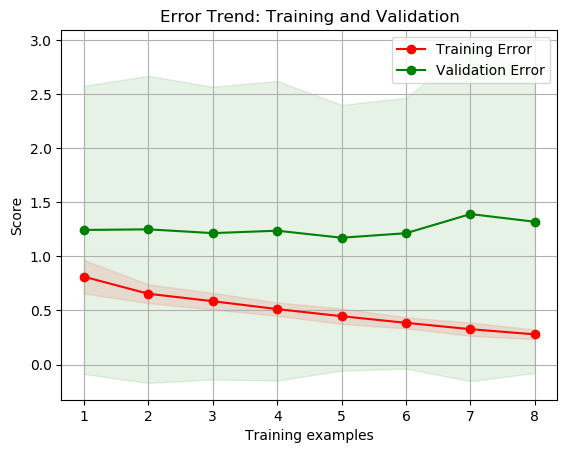 Error Trend: Training and Validation
3.0
2.5
2.0
1.5
1.0
0.5
0.0
Score
Training Error
Validation Error
1 2 3 4 5 6 7 8
Training examples